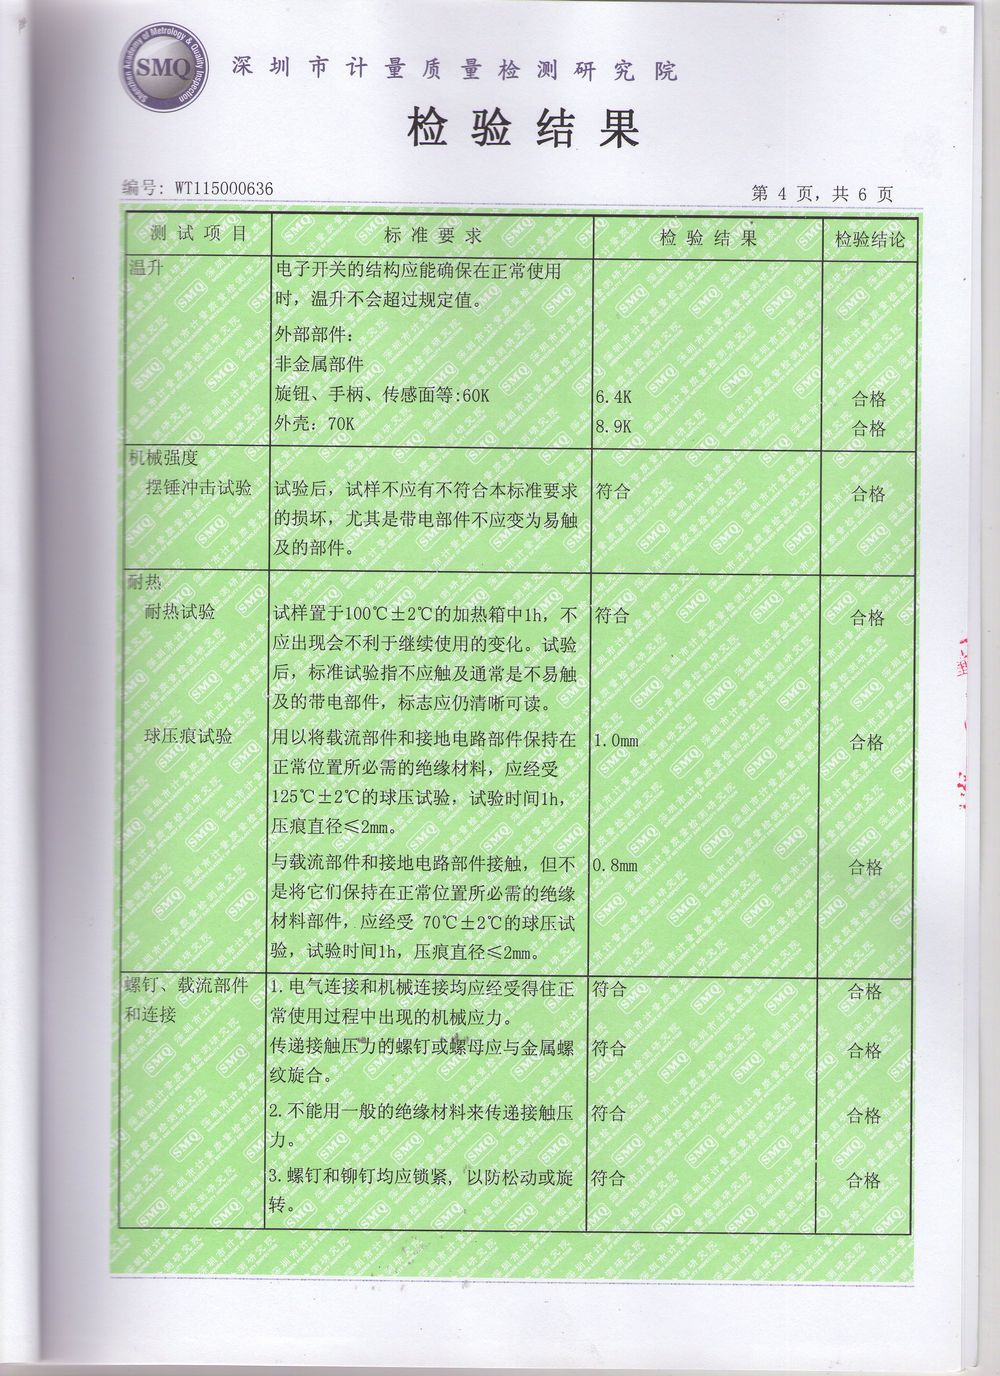 Shenzhen Academy of Metrology & Quality Inspection
SMQ
深圳市计量质量检测研究院
检验结果
编号: WT115000636
第 4 页, 共 6 页
测试项目 标准要求 检验结果 检验结论
温升 电子开关的结构应能确保在正常使用
时, 温升不会超过规定值。
外部部件:
非金属部件
旋钮、手柄、传感面等:60K 6.4K 合格
外壳: 70K 8.9K 合格
机械强度
摆锤冲击试验 试验后, 试样不应有不符合本标准要求 符合 合格
的损坏, 尤其是带电部件不应变为易触
及的部件。
耐热
耐热试验 试样置于100℃±2℃的加热箱中1h, 不 符合 合格
应出现会不利于继续使用的变化。试验
后, 标准试验指不应触及通常是不易触
及的带电部件, 标志应仍清晰可读。
球压痕试验 用以将载流部件和接地电路部件保持在 1.0mm 合格
正常位置所必需的绝缘材料, 应经受
125℃±2℃的球压试验, 试验时间1h,
压痕直径≤2mm。
与载流部件和接地电路部件接触, 但不 0.8mm 合格
是将它们保持在正常位置所必需的绝缘
材料部件, 应经受 70℃±2℃的球压试
验, 试验时间1h, 压痕直径≤2mm。
螺钉、载流部件 1.电气连接和机械连接均应经受得住正 符合 合格
和连接 常使用过程中出现的机械应力。
传递接触压力的螺钉或螺母应与金属螺 符合 合格
纹旋合。
2.不能用一般的绝缘材料来传递接触压 符合 合格
力。
3.螺钉和铆钉均应锁紧, 以防松动或旋 符合 合格
转。